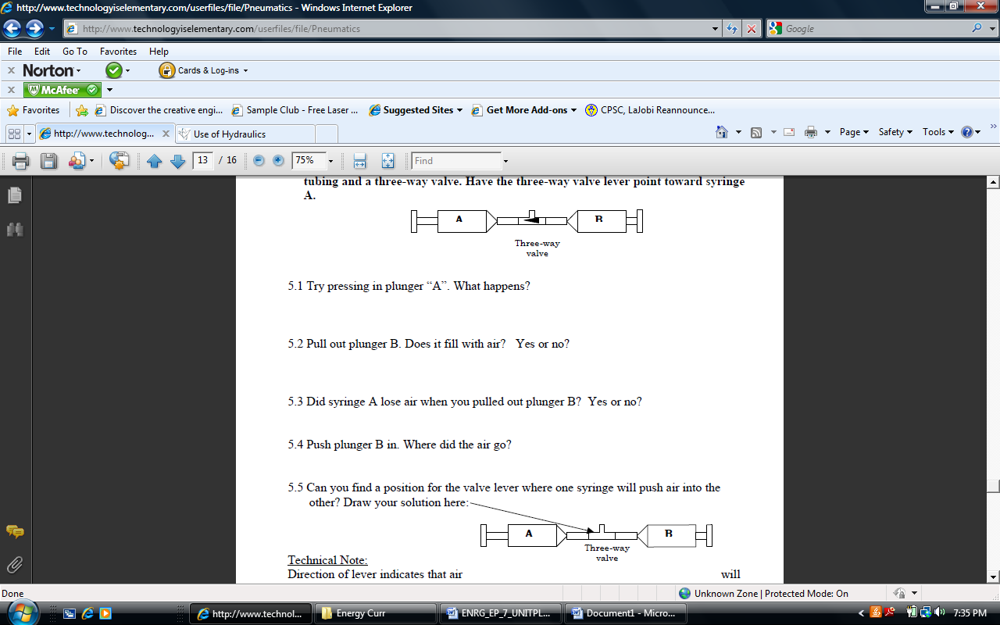 http://www.technologyiselementary.com/userfiles/file/Pneumatics - Windows Internet Explorer
http://www.technologyiselementary.com/userfiles/file/Pneumatics
Google
File Edit Go To Favorites Help
Norton Cards & Log-ins
McAfee
Favorites Discover the creative engi... Sample Club - Free Laser ... Suggested Sites Get More Add-ons CPSC, LaJobi Reannounce...
http://www.technolog... Use of Hydraulics Page Safety Tools
13 / 16 75% Find
tubing and a three-way valve. Have the three-way valve lever point toward syringe
A.
A B
Three-way
valve
5.1 Try pressing in plunger “A”. What happens?
5.2 Pull out plunger B. Does it fill with air? Yes or no?
5.3 Did syringe A lose air when you pulled out plunger B? Yes or no?
5.4 Push plunger B in. Where did the air go?
5.5 Can you find a position for the valve lever where one syringe will push air into the
other? Draw your solution here:
A B
Three-way
valve
Technical Note:
Direction of lever indicates that air will
Done Unknown Zone | Protected Mode: On
http://www.technol... Energy Curr ENRG_EP_7_UNITPL... Document1 - Micro... 7:35 PM